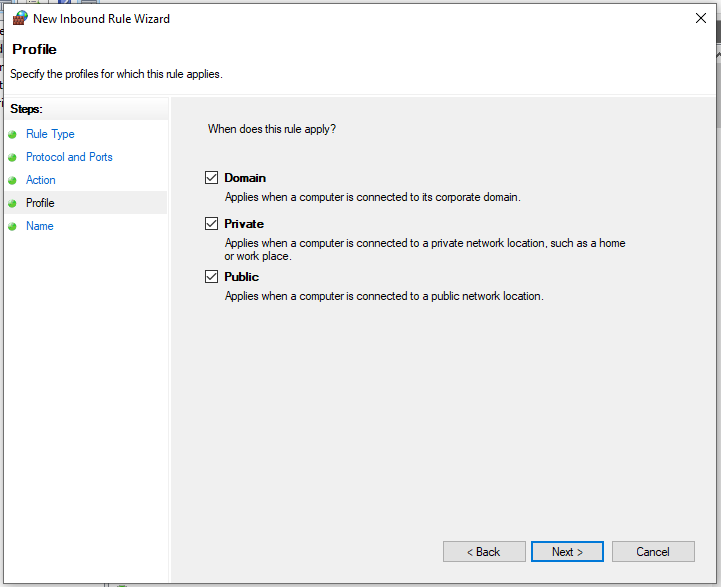 New Inbound Rule Wizard
Profile
Specify the profiles for which this rule applies.
Steps:
Rule Type
Protocol and Ports
Action
Profile
Name
When does this rule apply?
Domain
Applies when a computer is connected to its corporate domain.
Private
Applies when a computer is connected to a private network location, such as a home
or work place.
Public
Applies when a computer is connected to a public network location.
< Back
Next >
Cancel